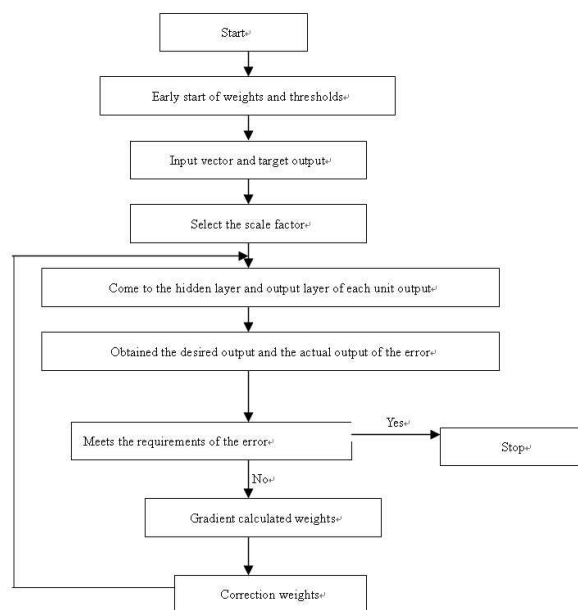 Start
Early start of weights and thresholds
Input vector and target output
Select the scale factor
Come to the hidden layer and output layer of each unit output
Obtained the desired output and the actual output of the error
Meets the requirements of the error
Yes
Stop
No
Gradient calculated weights
Correction weights